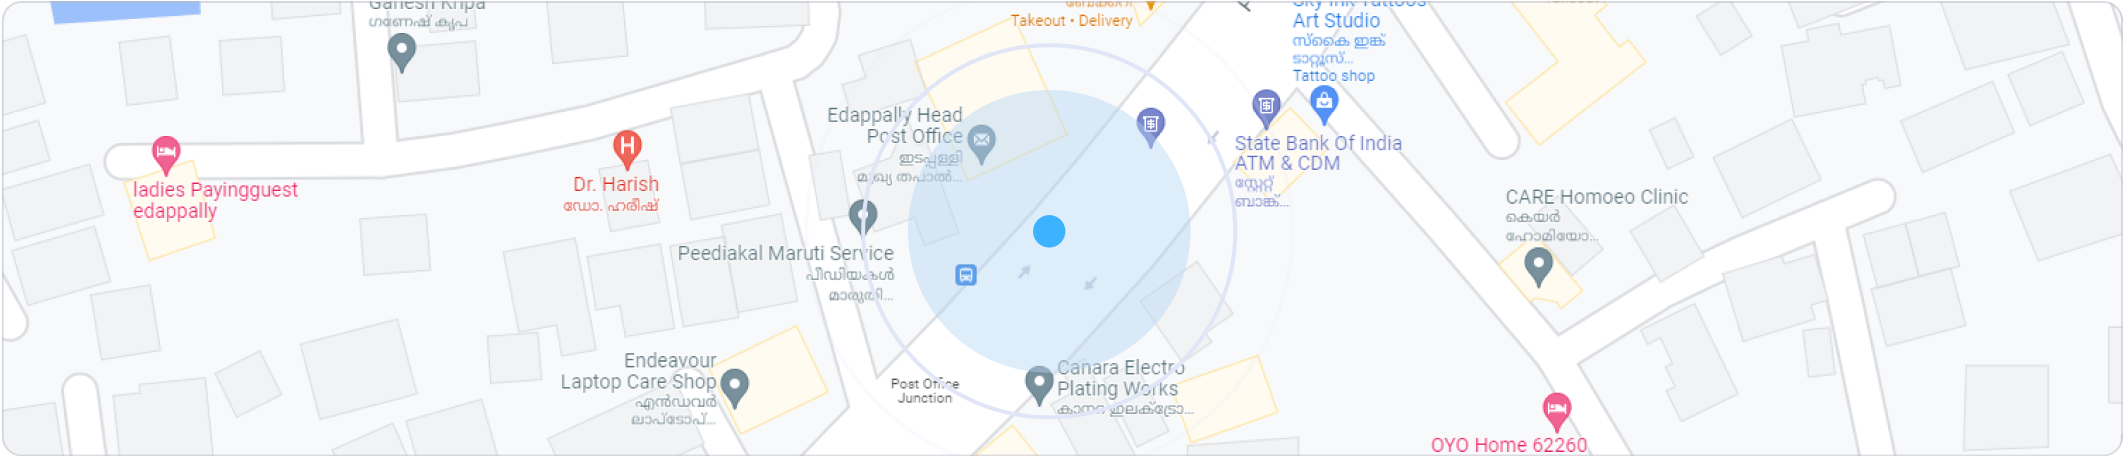 Ganesh Kripa
ഗണേഷ് കൃപ
Takeout • Delivery
Sky Ink Tattoos
Art Studio
സ്കൈ ഇങ്ക്
ടാറ്റൂസ്...
Tattoo shop
Edappally Head
Post Office
ഇടപ്പള്ളി
മുഖ്യ തപാൽ...
State Bank Of India
ATM & CDM
സ്റ്റേറ്റ്
ബാങ്ക്...
ladies Payingguest
edappally
H
Dr. Harish
ഡോ. ഹരീഷ്
CARE Homoeo Clinic
കെയർ
ഹോമിയോ...
Peediakal Maruti Service
പീഡിയകൾ
മാരുതി...
Endeavour
Laptop Care Shop
എൻഡവർ
ലാപ്ടോപ്...
Post Office
Junction
Canara Electro
Plating Works
കാനറ ഇലക്ട്രോ...
OYO Home 62260